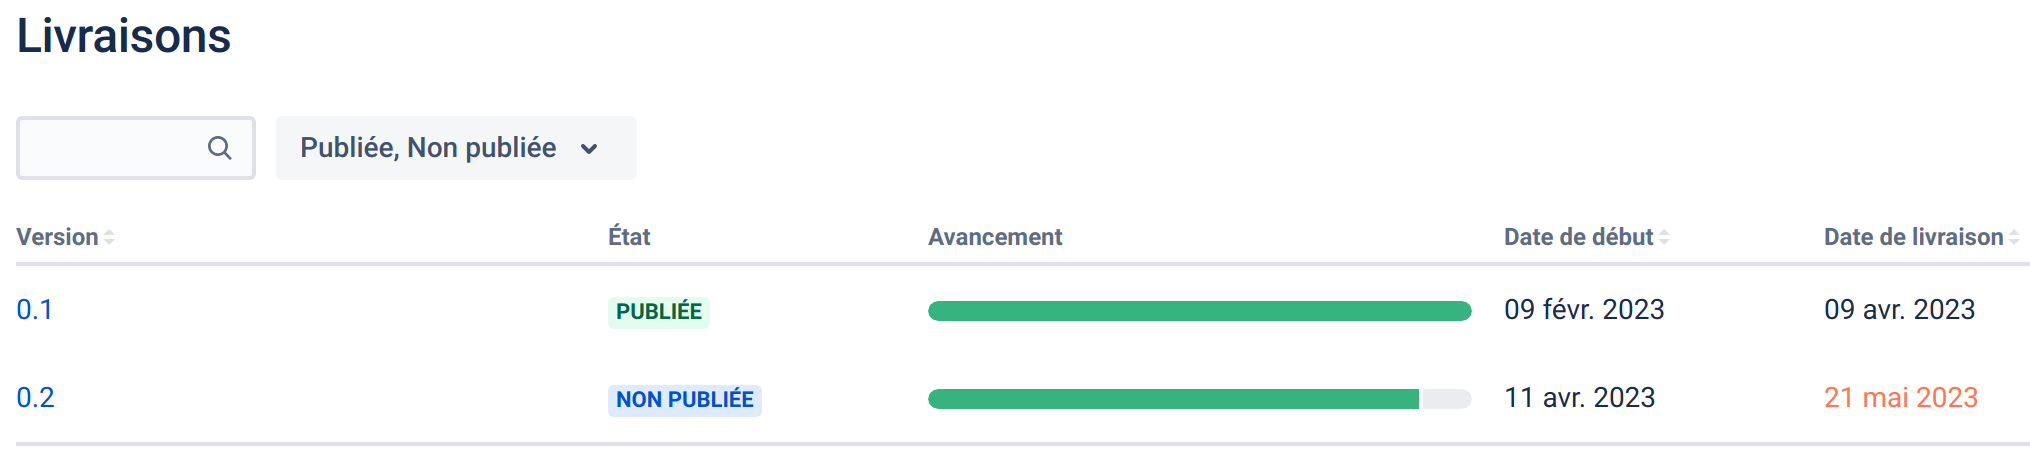 Livraisons
Publiée, Non publiée
Version État Avancement Date de début Date de livraison
0.1 PUBLIÉE 09 févr. 2023 09 avr. 2023
0.2 NON PUBLIÉE 11 avr. 2023 21 mai 2023